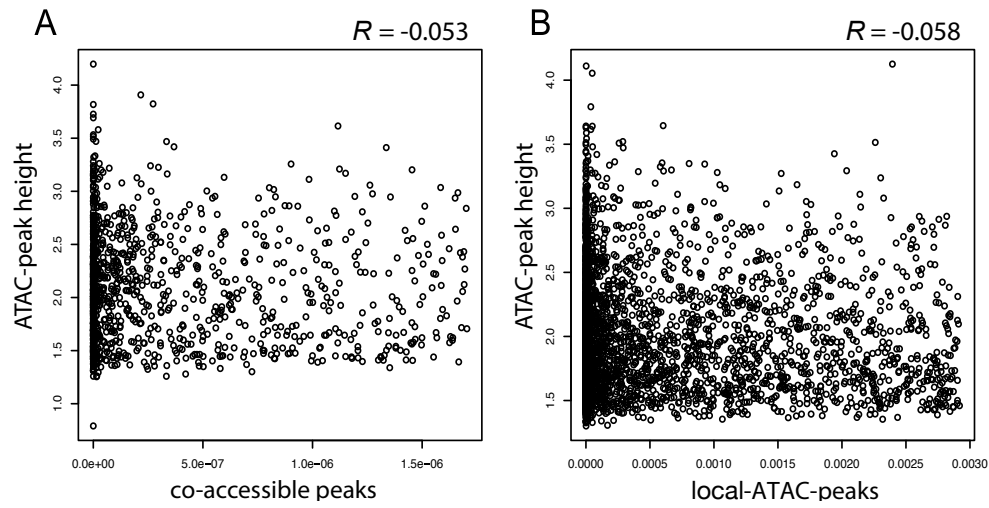 A
R = -0.053
ATAC-peak height
4.0
3.5
3.0
2.5
2.0
1.5
1.0
0.0e+00 5.0e-07 1.0e-06 1.5e-06
co-accessible peaks
B
R = -0.058
ATAC-peak height
4.0
3.5
3.0
2.5
2.0
1.5
0.0000 0.0005 0.0010 0.0015 0.0020 0.0025 0.0030
local-ATAC-peaks